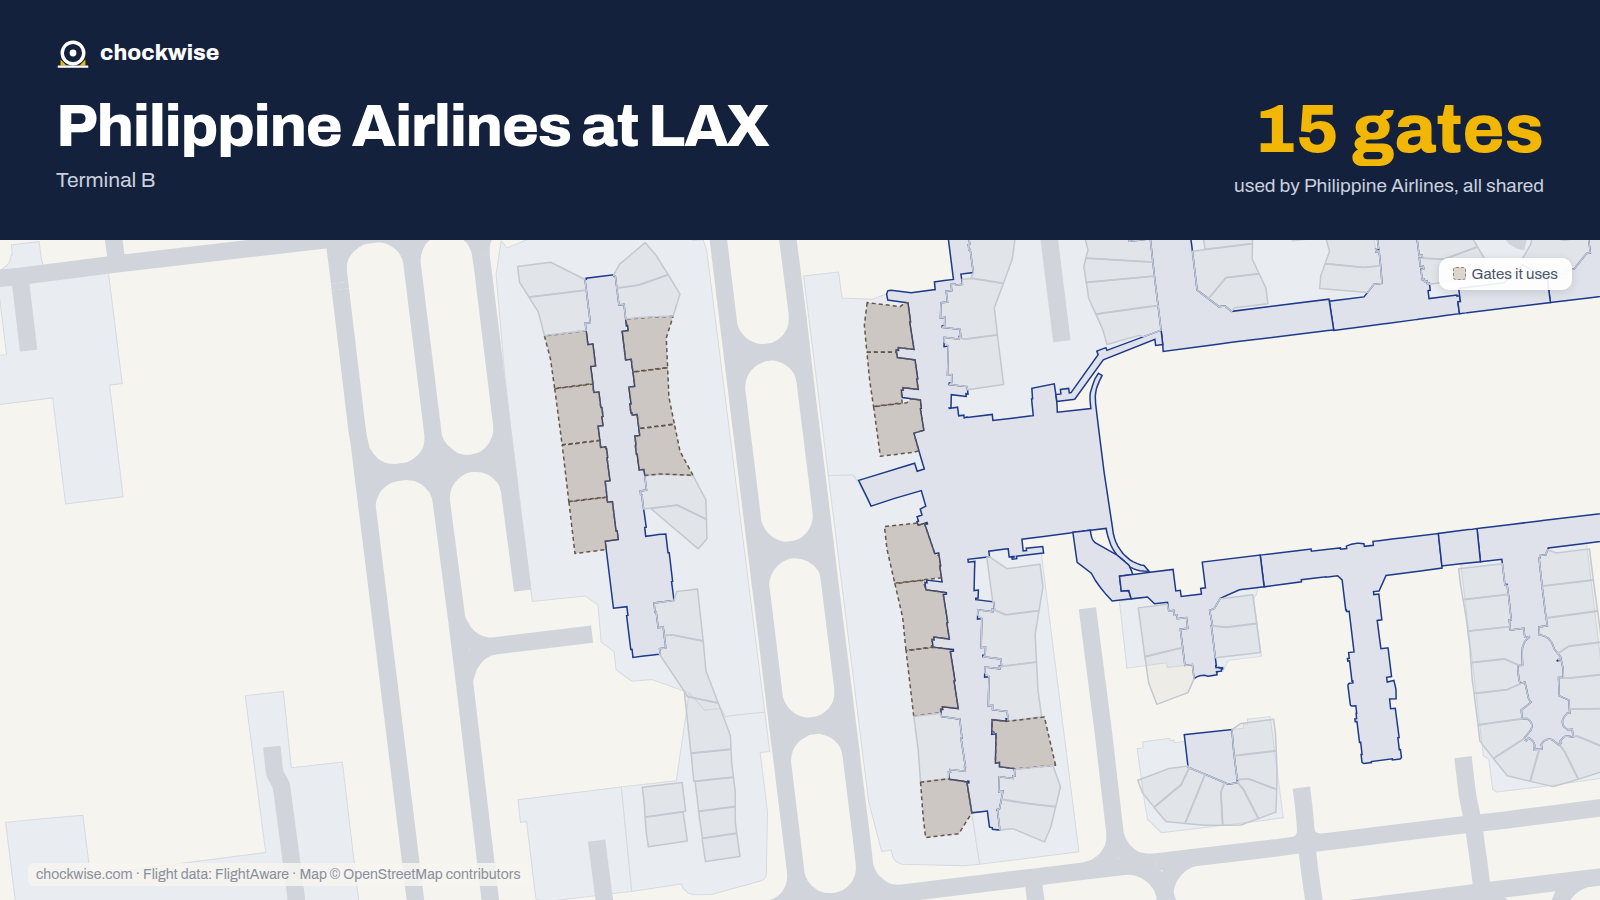 chockwise
Philippine Airlines at LAX
Terminal B
15 gates
used by Philippine Airlines, all shared
Gates it uses
chockwise.com · Flight data: FlightAware · Map © OpenStreetMap contributors